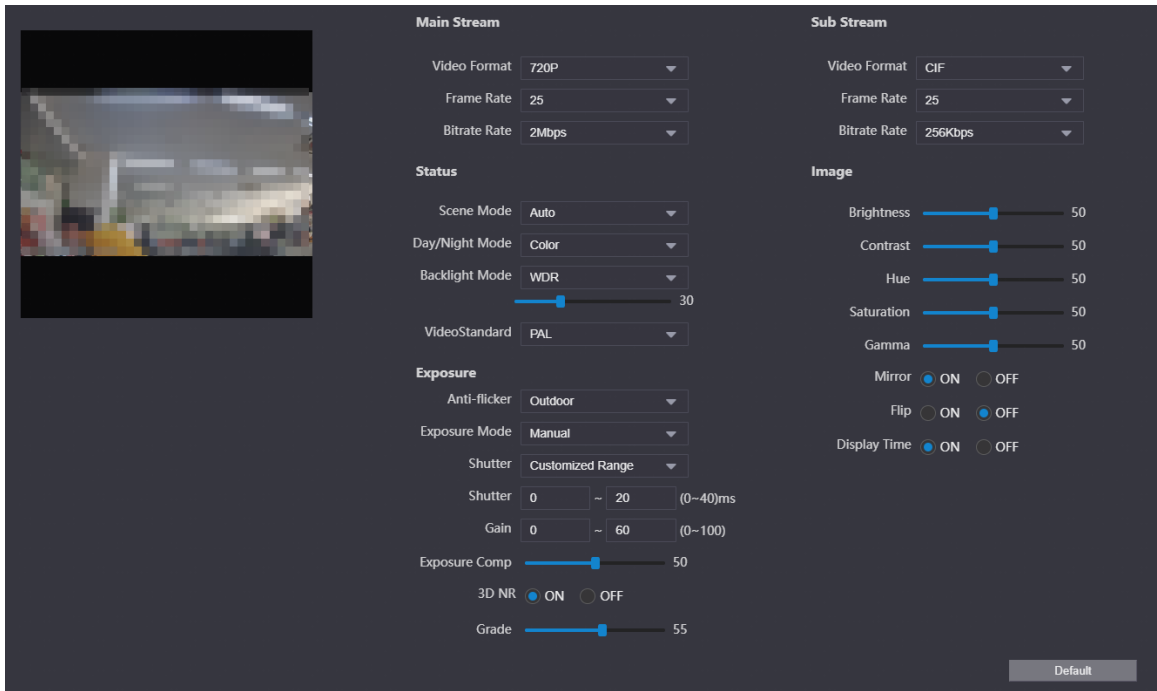 Main Stream
Video Format 720P
Frame Rate 25
Bitrate Rate 2Mbps
Status
Scene Mode Auto
Day/Night Mode Color
Backlight Mode WDR
30
VideoStandard PAL
Exposure
Anti-flicker Outdoor
Exposure Mode Manual
Shutter Customized Range
Shutter 0 ~ 20 (0~40)ms
Gain 0 ~ 60 (0~100)
Exposure Comp 50
3D NR ON OFF
Grade 55
Sub Stream
Video Format CIF
Frame Rate 25
Bitrate Rate 256Kbps
Image
Brightness 50
Contrast 50
Hue 50
Saturation 50
Gamma 50
Mirror ON OFF
Flip ON OFF
Display Time ON OFF
Default